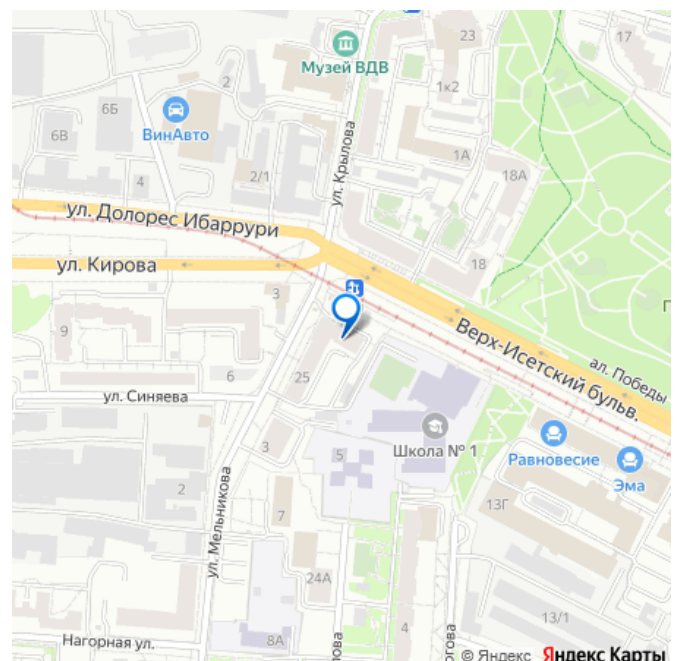 23
17
Музей ВДВ
2
1к2
6Б
6В
ВинАвто
ул. Крылова
1А
4
2/1
18А
ул. Долорес Ибаррури
18
ул. Кирова
3
П
9
Верх-Исетский бульв.
ал. Победы
6
25
ул. Синяева
3
5
Школа № 1
Равновесие
Эма
2
13Г
7
ул. Мельникова
24А
13/1
8А
4
Нагорная ул.
лова
огова
© Яндекс Яндекс Карты